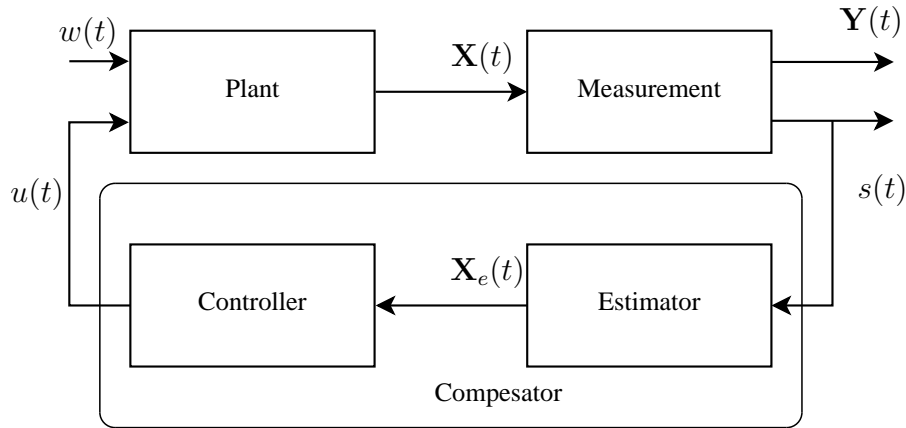 w(t)
Plant
X(t)
Measurement
Y(t)
u(t)
s(t)
Controller
X_e(t)
Estimator
Compesator